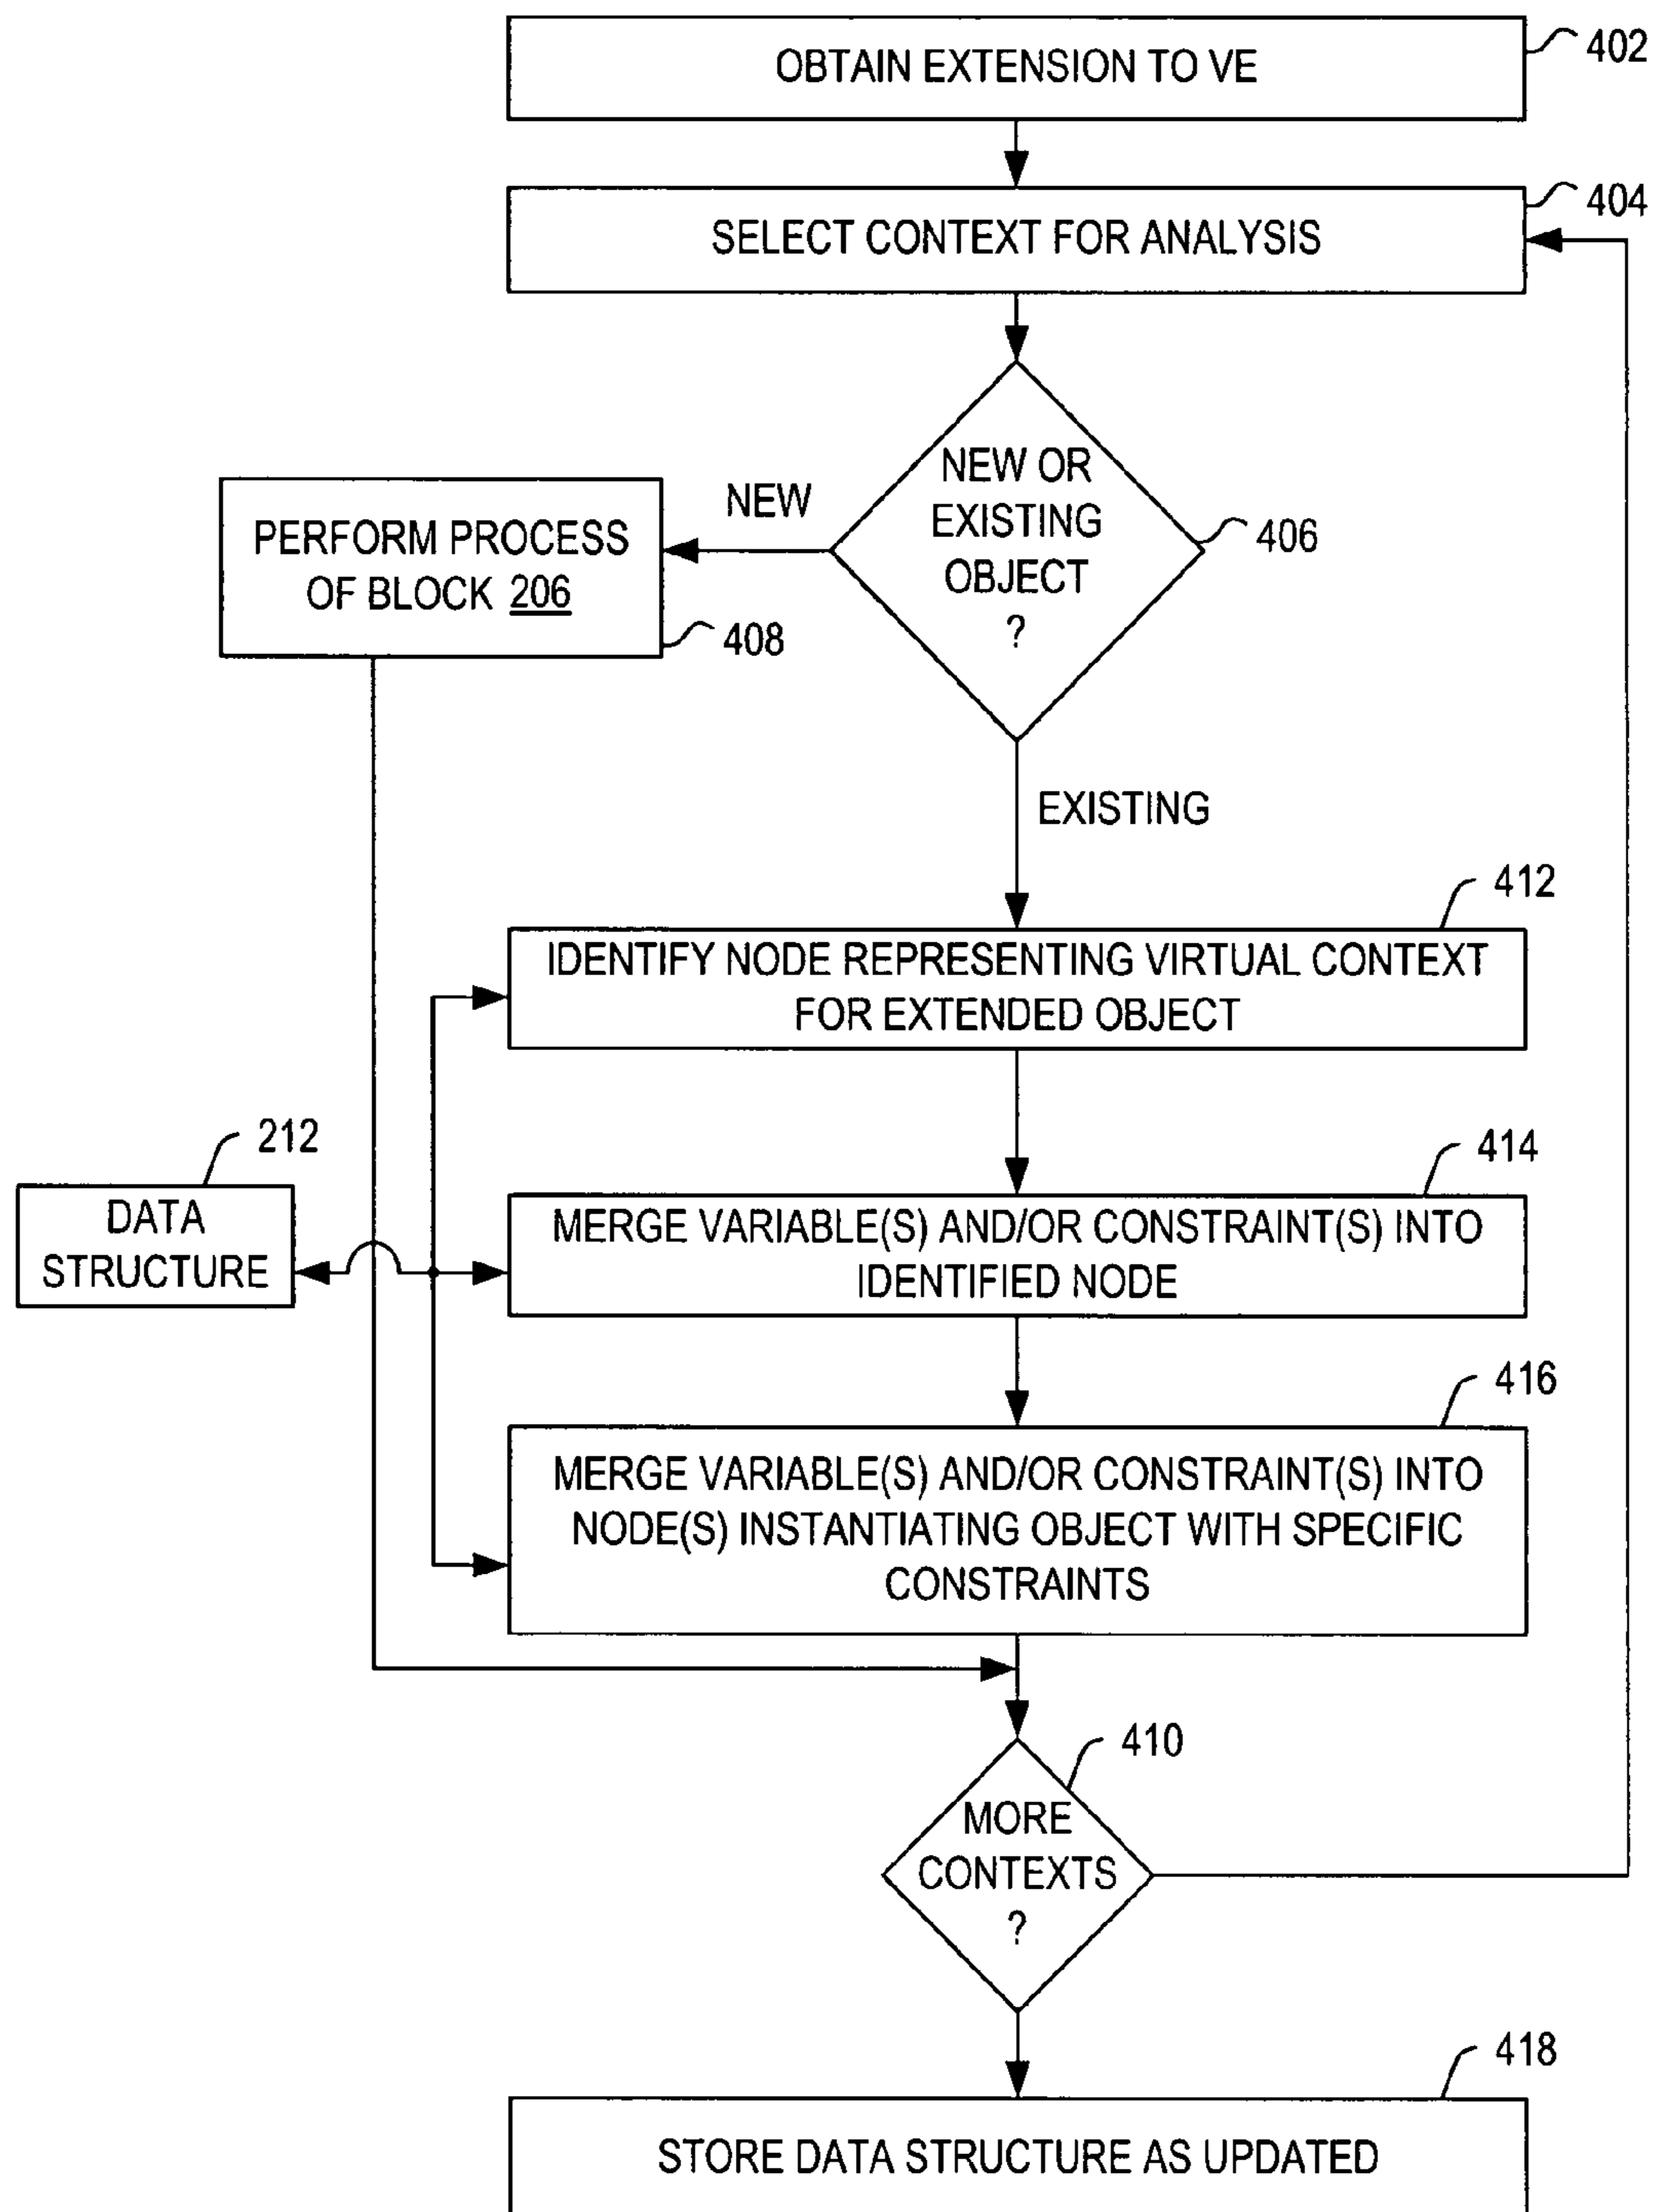 OBTAIN EXTENSION TO VE
402
SELECT CONTEXT FOR ANALYSIS
404
NEW OR
EXISTING
OBJECT
?
406
NEW
PERFORM PROCESS
OF BLOCK 206
408
EXISTING
412
IDENTIFY NODE REPRESENTING VIRTUAL CONTEXT
FOR EXTENDED OBJECT
212
DATA
STRUCTURE
414
MERGE VARIABLE(S) AND/OR CONSTRAINT(S) INTO
IDENTIFIED NODE
416
MERGE VARIABLE(S) AND/OR CONSTRAINT(S) INTO
NODE(S) INSTANTIATING OBJECT WITH SPECIFIC
CONSTRAINTS
410
MORE
CONTEXTS
?
418
STORE DATA STRUCTURE AS UPDATED